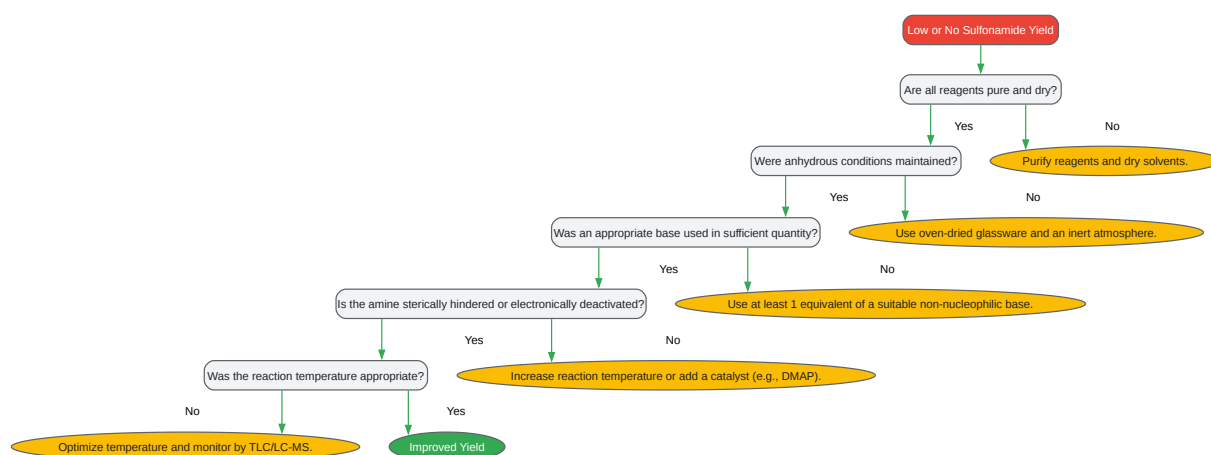 Low or No Sulfonamide Yield
Are all reagents pure and dry?
Yes
No
Were anhydrous conditions maintained?
Purify reagents and dry solvents.
Yes
No
Was an appropriate base used in sufficient quantity?
Use oven-dried glassware and an inert atmosphere.
Yes
No
Is the amine sterically hindered or electronically deactivated?
Use at least 1 equivalent of a suitable non-nucleophilic base.
Yes
No
Was the reaction temperature appropriate?
Increase reaction temperature or add a catalyst (e.g., DMAP).
No
Yes
Optimize temperature and monitor by TLC/LC-MS.
Improved Yield